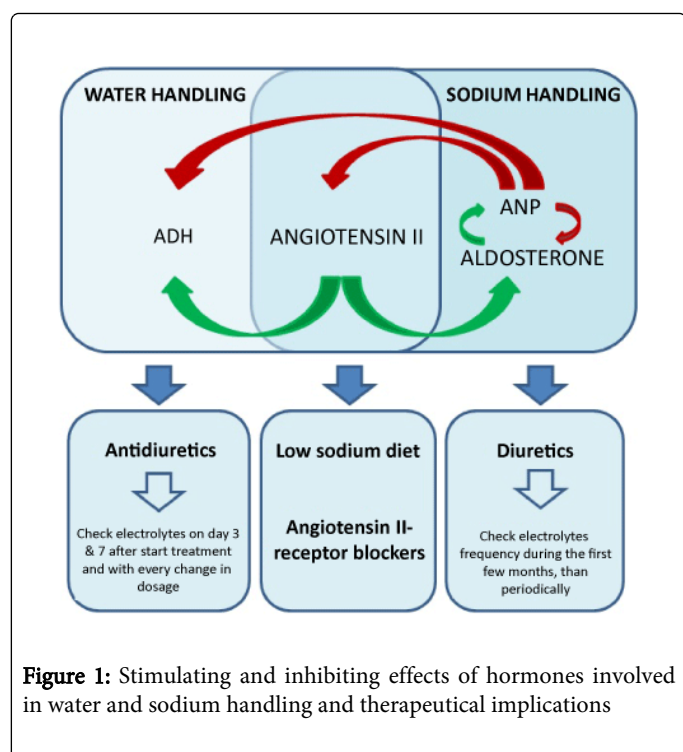 WATER HANDLING
SODIUM HANDLING
ADH
ANGIOTENSIN II
ANP
ALDOSTERONE
Antidiuretics
Check electrolytes on day 3
& 7 after start treatment
and with every change in
dosage
Low sodium diet
Angiotensin II-
receptor blockers
Diuretics
Check electrolytes
frequency during the first
few months, than
periodically
Figure 1: Stimulating and inhibiting effects of hormones involved
in water and sodium handling and therapeutical implications